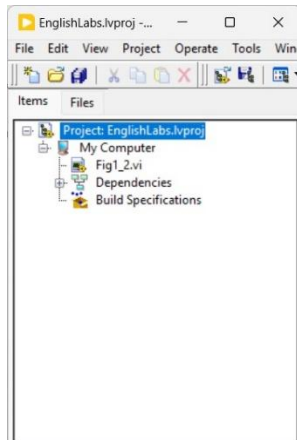 EnglishLabs.lvproj -...
File Edit View Project Operate Tools Win
Items Files
Project: EnglishLabs.lvproj
My Computer
Fig1_2.vi
Dependencies
Build Specifications